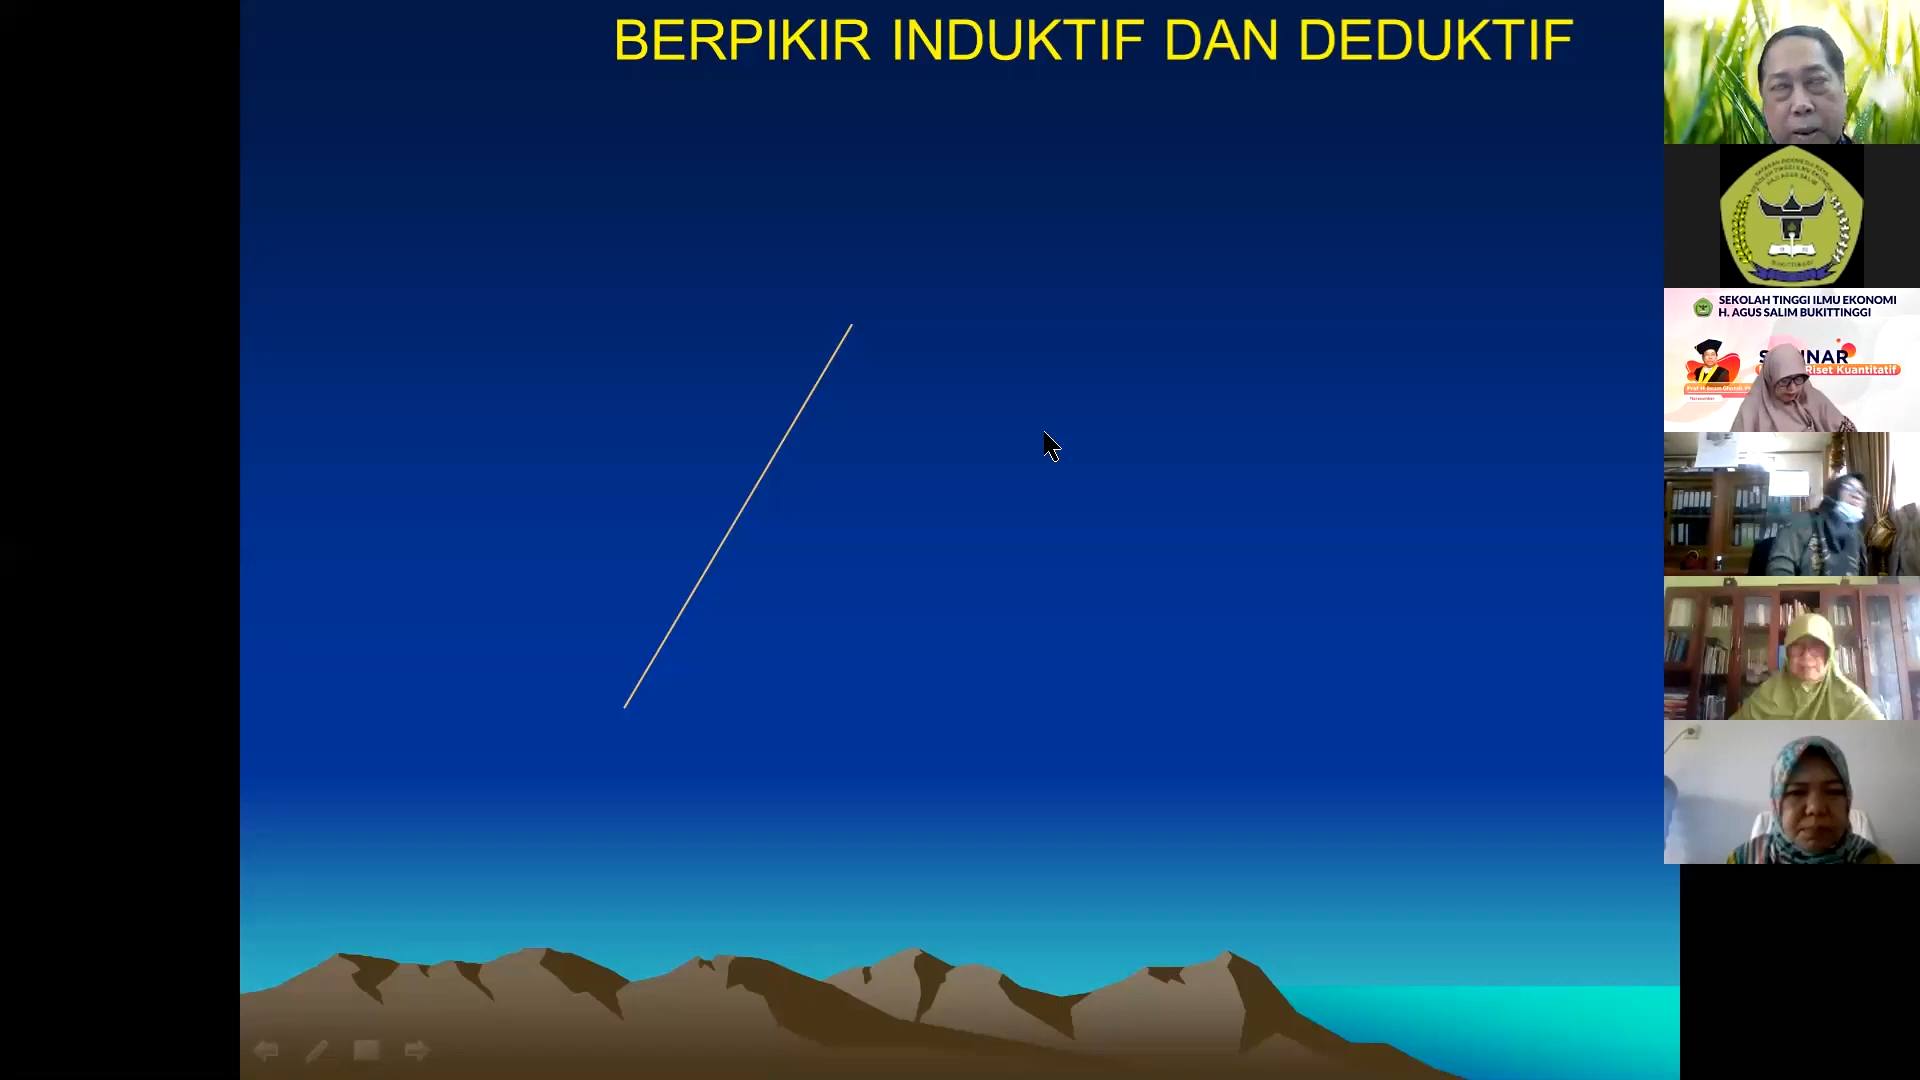 BERPIKIR INDUKTIF DAN DEDUKTIF
SEKOLAH TINGGI ILMU EKONOMI
H. AGUS SALIM BUKITTINGGI
Riset Kuantitatif